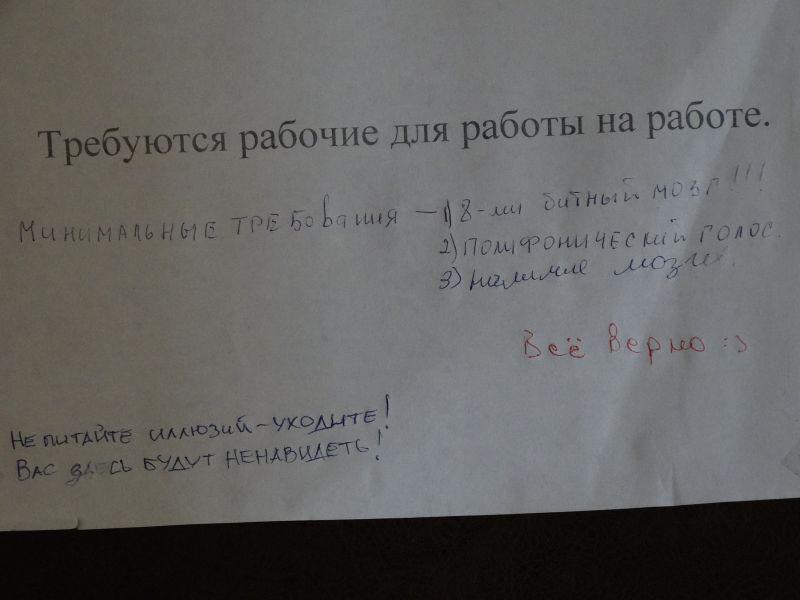 Требуются рабочие для работы на работе.
Минимальные требования – 1) 8-ми битный мозг!!!
2) Полифонический голос.
3) наличие мозгов.
Всё верно :з
Не питайте иллюзий – уходите!
Вас здесь будут ненавидеть!